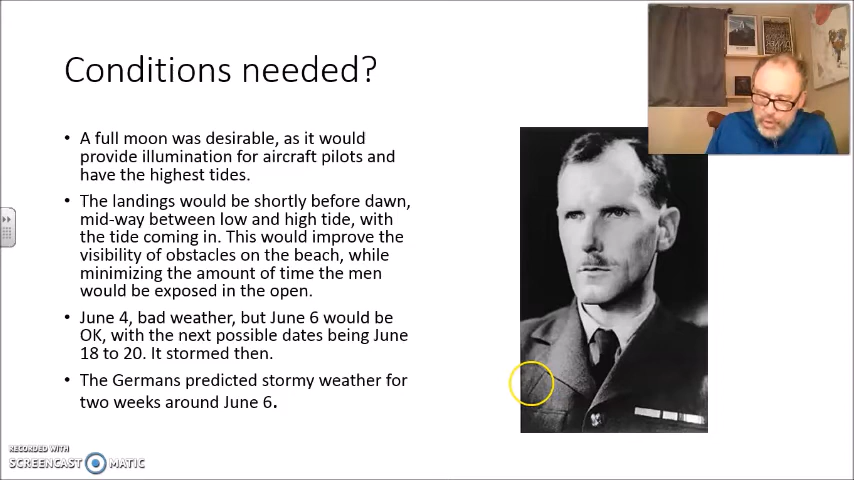 Conditions needed?
• A full moon was desirable, as it would
provide illumination for aircraft pilots and
have the highest tides.
• The landings would be shortly before dawn,
mid-way between low and high tide, with
the tide coming in. This would improve the
visibility of obstacles on the beach, while
minimizing the amount of time the men
would be exposed in the open.
• June 4, bad weather, but June 6 would be
OK, with the next possible dates being June
18 to 20. It stormed then.
• The Germans predicted stormy weather for
two weeks around June 6.
RECORDED WITH
SCREENCAST MATIC